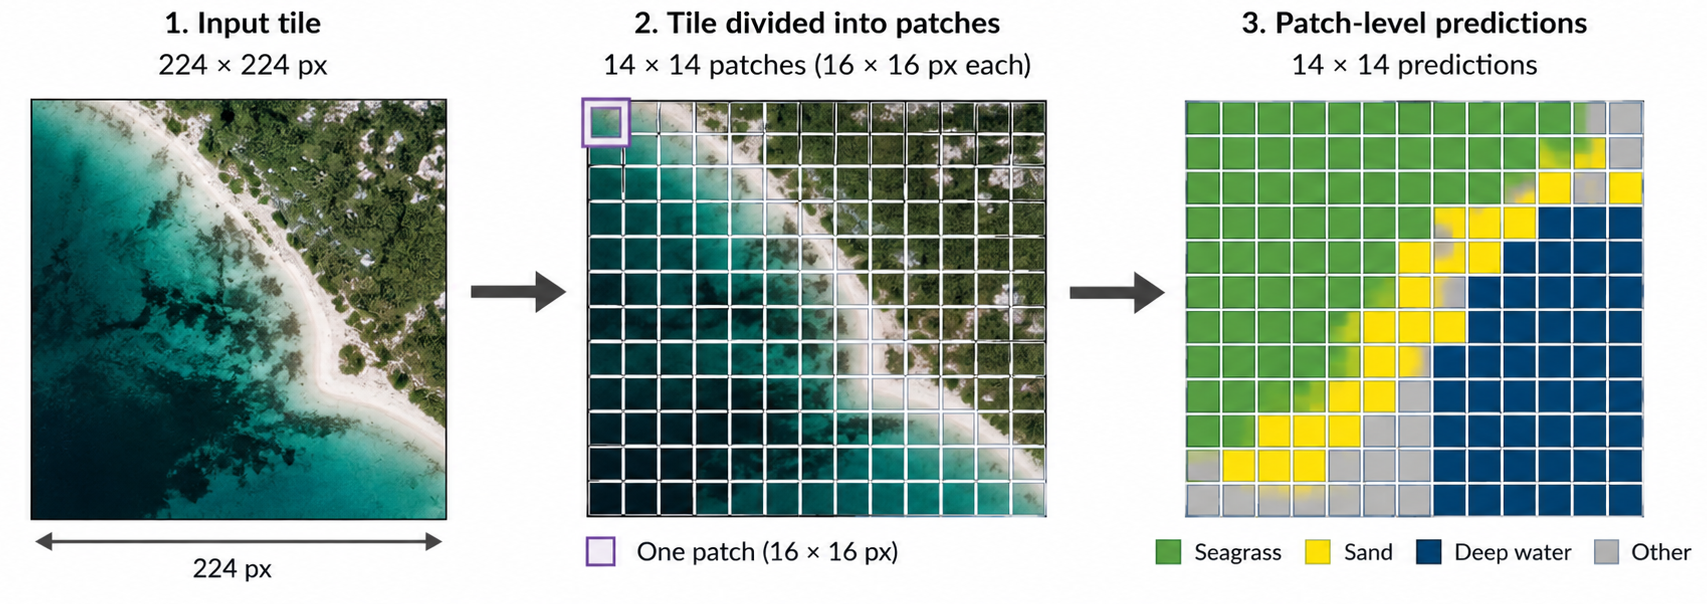 1. Input tile
224 × 224 px
224 px
2. Tile divided into patches
14 × 14 patches (16 × 16 px each)
One patch (16 × 16 px)
3. Patch-level predictions
14 × 14 predictions
Seagrass
Sand
Deep water
Other